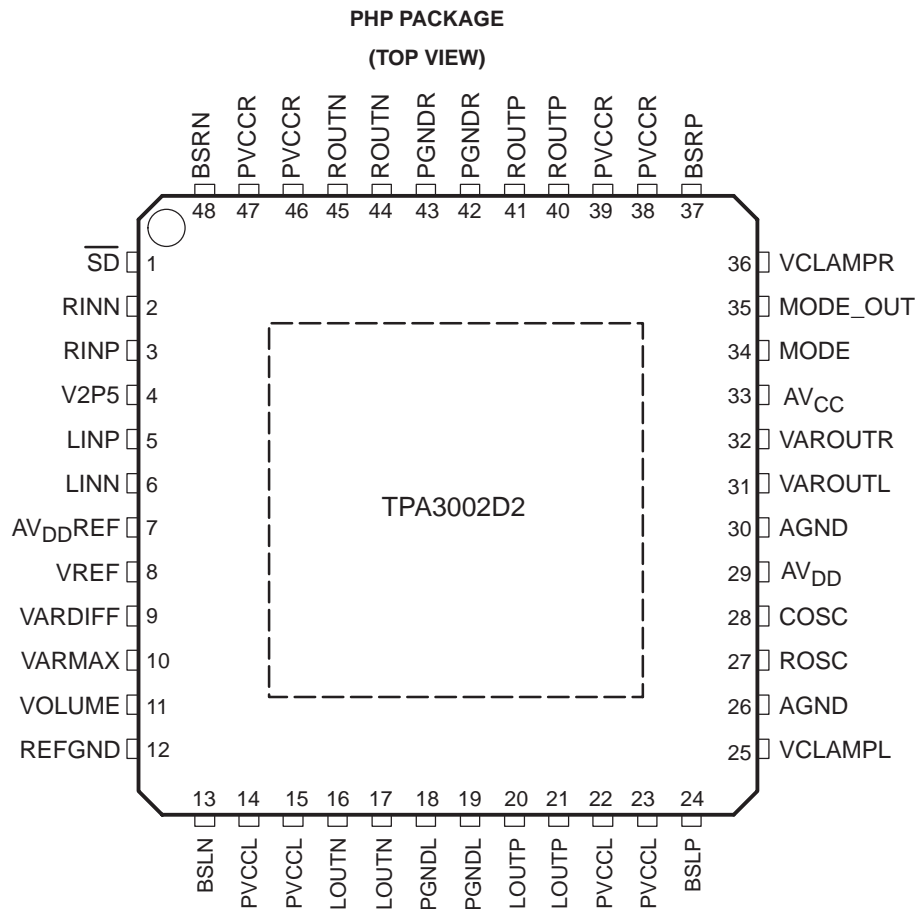 PHP PACKAGE
(TOP VIEW)
BSRN
PVCCR
PVCCR
ROUTN
ROUTN
PGNDR
PGNDR
ROUTP
ROUTP
PVCCR
PVCCR
BSRP
48 47 46 45 44 43 42 41 40 39 38 37
SD 1
RINN 2
RINP 3
V2P5 4
LINP 5
LINN 6
AVDDREF 7
VREF 8
VARDIFF 9
VARMAX 10
VOLUME 11
REFGND 12
TPA3002D2
36 VCLAMPR
35 MODE_OUT
34 MODE
33 AVCC
32 VAROUTR
31 VAROUTL
30 AGND
29 AVDD
28 COSC
27 ROSC
26 AGND
25 VCLAMPL
13 14 15 16 17 18 19 20 21 22 23 24
BSLN
PVCCL
PVCCL
LOUTN
LOUTN
PGNDL
PGNDL
LOUTP
LOUTP
PVCCL
PVCCL
BSLP